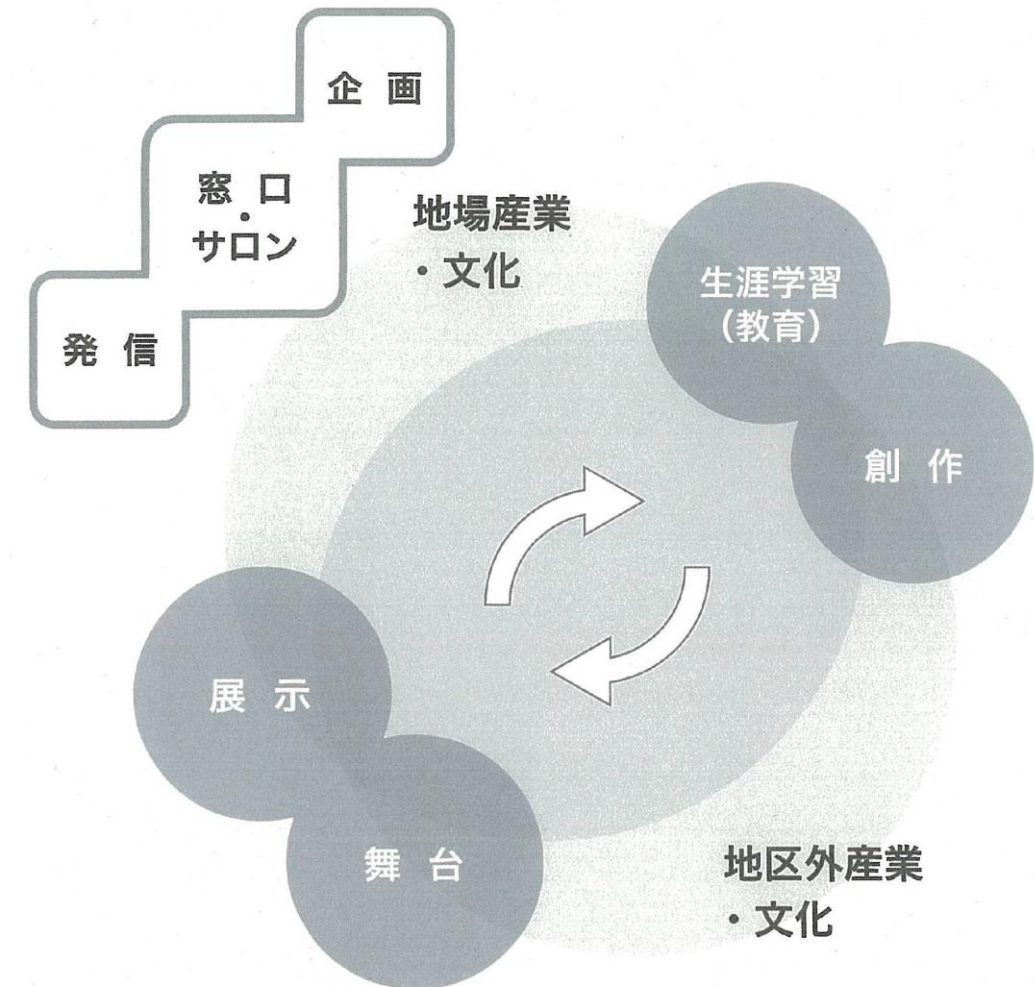 企画
窓口
・
サロン
発信
地場産業
・文化
生涯学習
（教育）
創作
展示
舞台
地区外産業
・文化